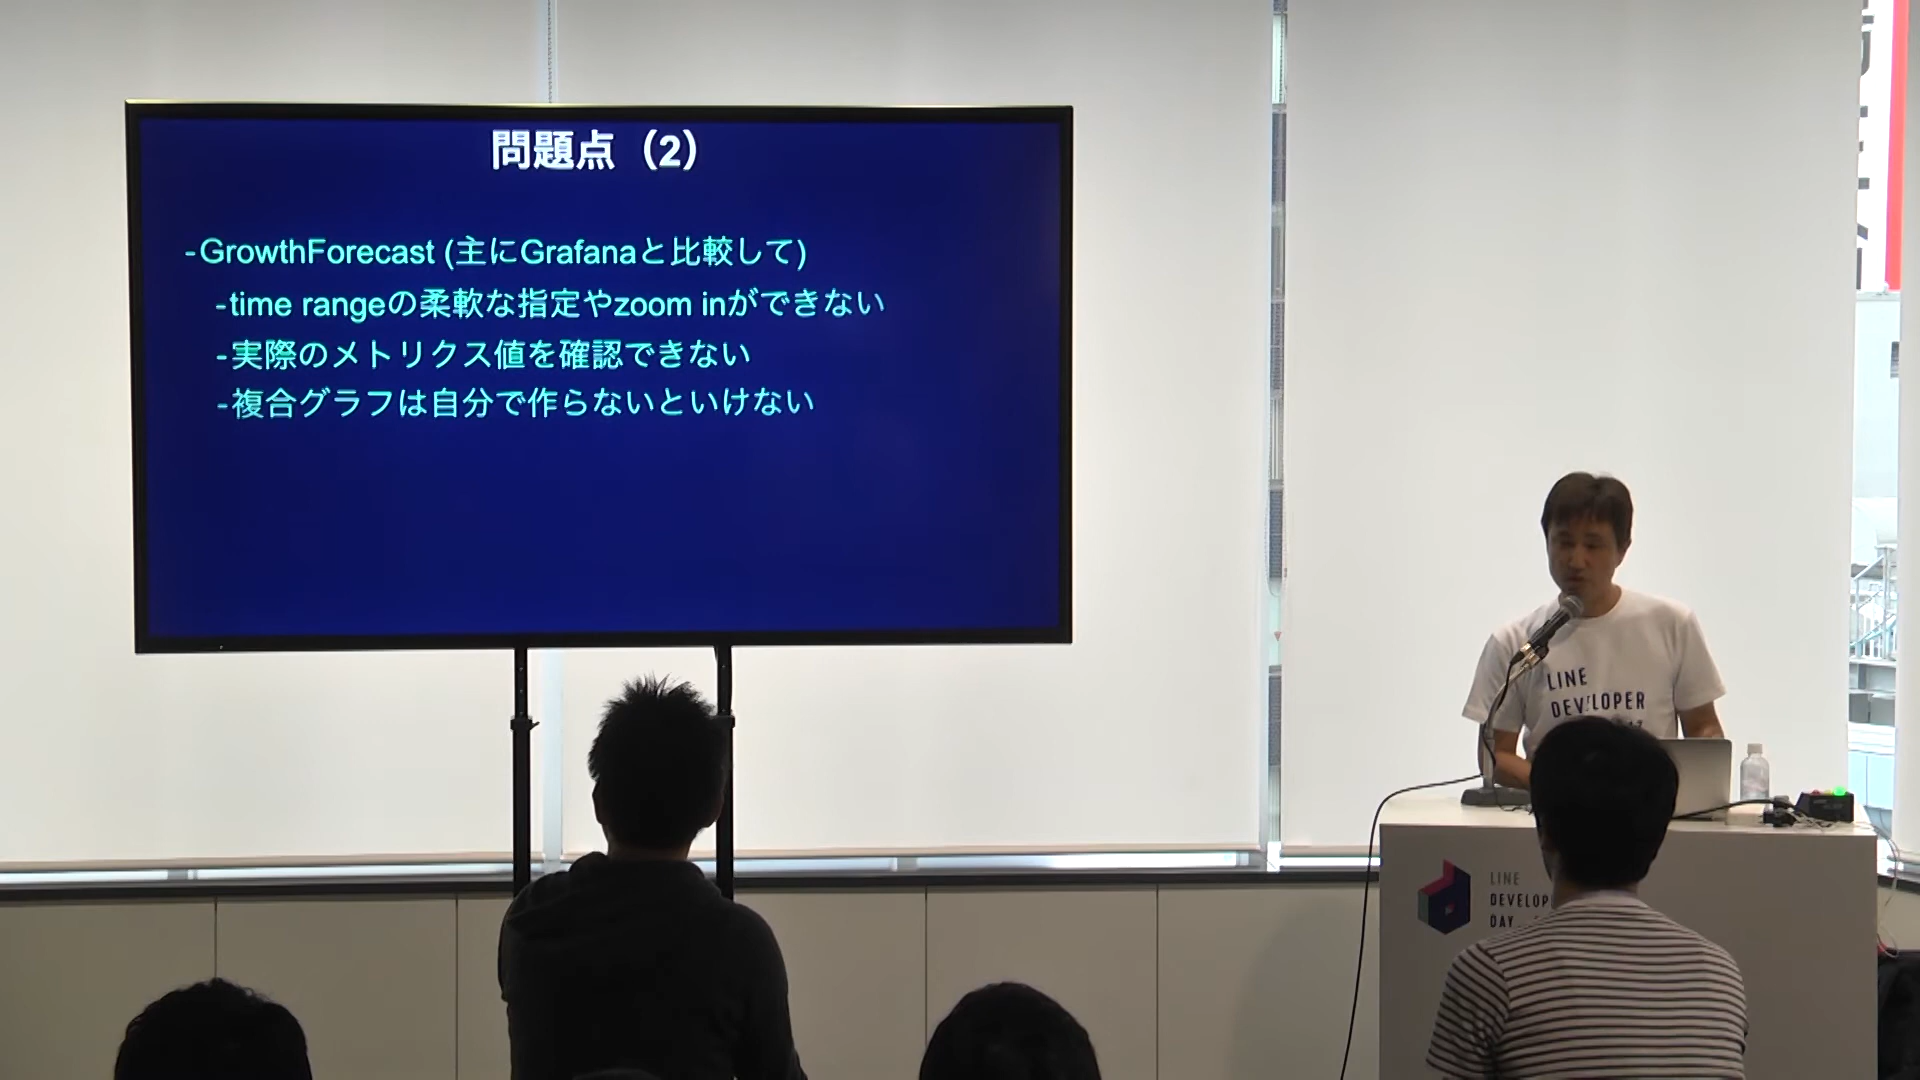 問題点（2）
-GrowthForecast (主にGrafanaと比較して)
-time rangeの柔軟な指定やzoom inができない
-実際のメトリクス値を確認できない
-複合グラフは自分で作らないといけない
LINE
DEVELOPER
LINE
DEVELOP
DAY